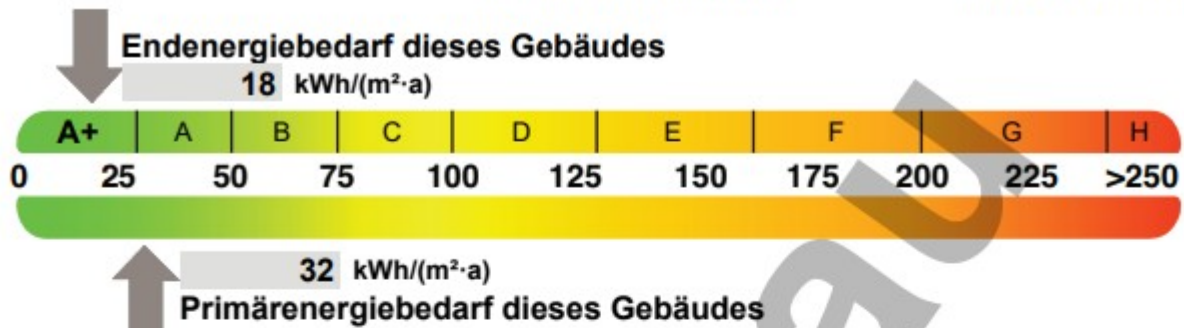 Endenergiebedarf dieses Gebäudes
18 kWh/(m²·a)
A+ A B C D E F G H
0 25 50 75 100 125 150 175 200 225 >250
32 kWh/(m²·a)
Primärenergiebedarf dieses Gebäudes